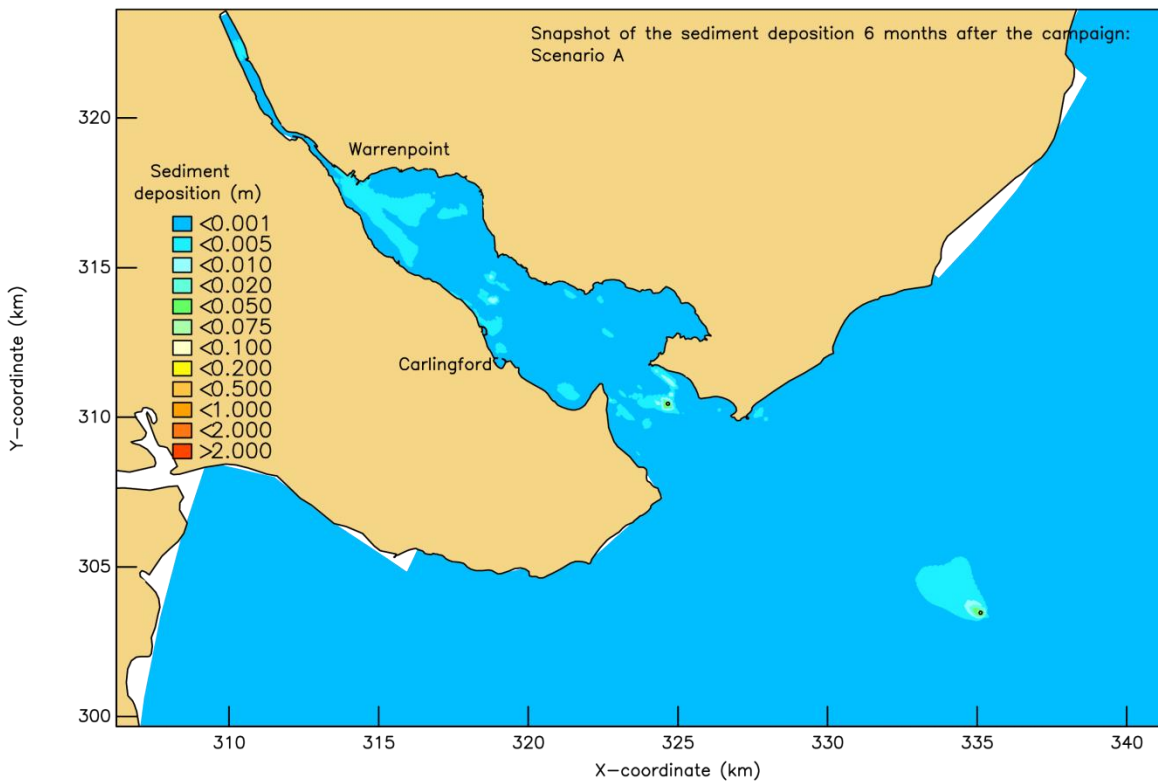 Snapshot of the sediment deposition 6 months after the campaign:
Scenario A
320
Warrenpoint
Sediment
deposition (m)
<0.001
<0.005
<0.010
<0.020
<0.050
<0.075
<0.100
<0.200
<0.500
<1.000
<2.000
>2.000
315
Carlingford
310
305
300
Y-coordinate (km)
310 315 320 325 330 335 340
X-coordinate (km)